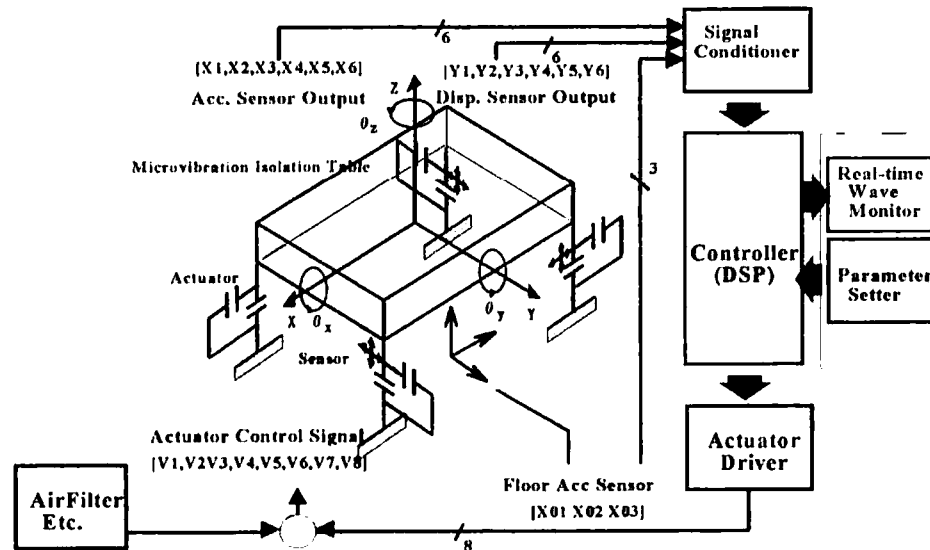 6
Signal
Conditioner
6
[X1,X2,X3,X4,X5,X6]
[Y1,Y2,Y3,Y4,Y5,Y6]
Acc. Sensor Output
Z
Disp. Sensor Output
θz
Microvibration Isolation Table
3
Real-time
Wave
Monitor
Controller
(DSP)
Parameter
Setter
Actuator
X
θx
θy
Y
Sensor
Actuator Control Signal
[V1,V2V3,V4,V5,V6,V7,V8]
Actuator
Driver
AirFilter
Etc.
Floor Acc Sensor
[X01 X02 X03]
8